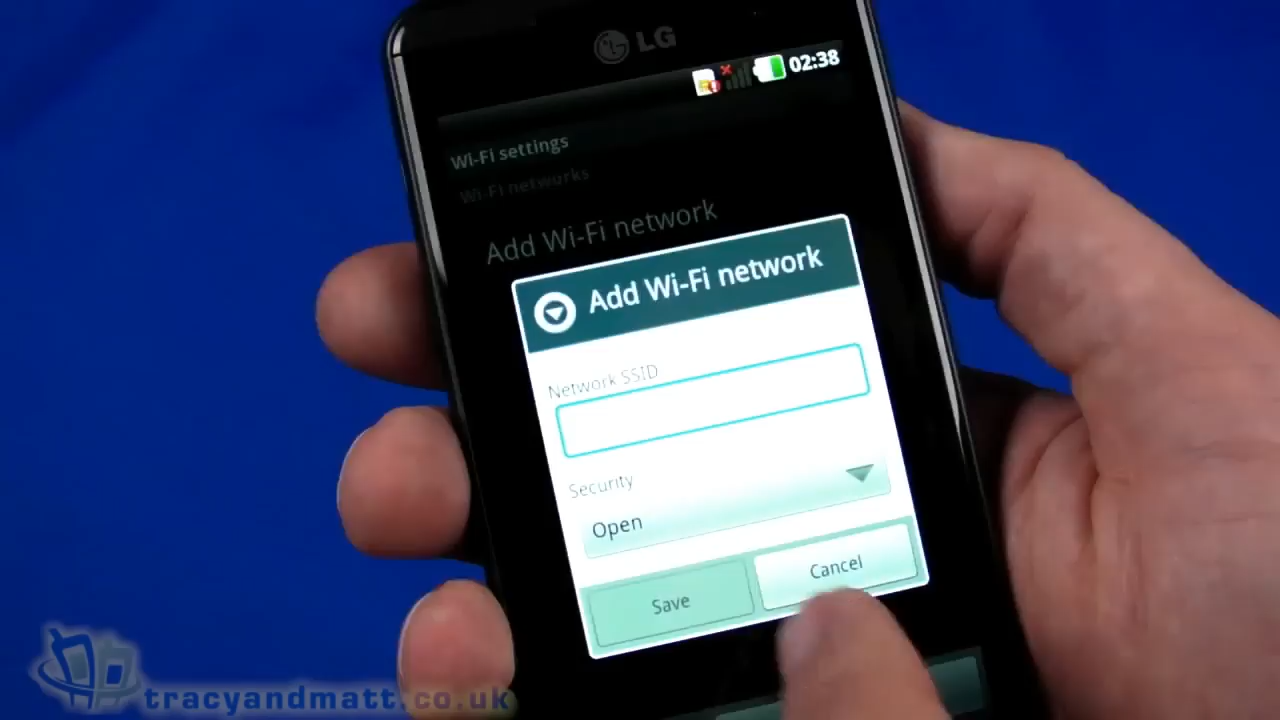 LG
02:38
Wi-Fi settings
Wi-Fi networks
Add Wi-Fi network
Add Wi-Fi network
Network SSID
Security
Open
Save
Cancel
tracyandmatt.co.uk